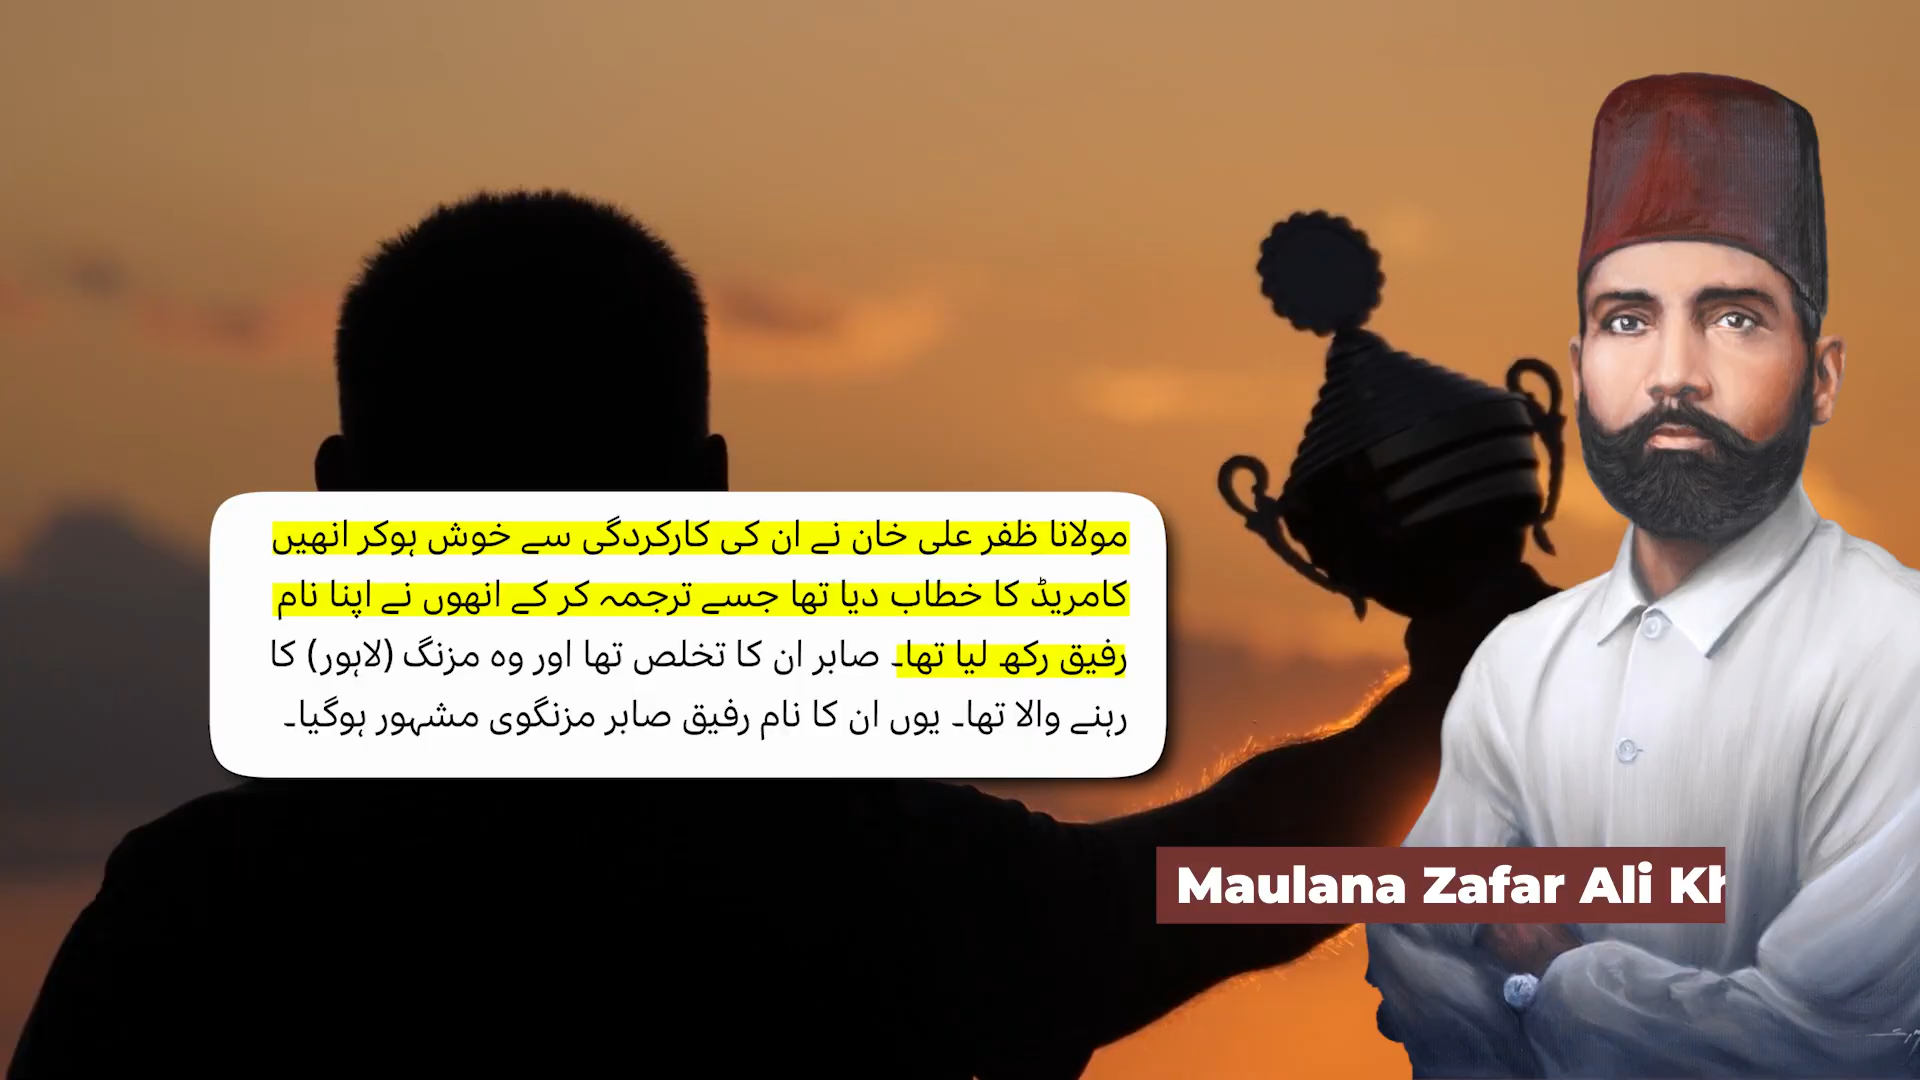 مولانا ظفر علی خان نے ان کی کارکردگی سے خوش ہوکر انھیں
کامریڈ کا خطاب دیا تھا جسے ترجمہ کر کے انھوں نے اپنا نام
رفیق رکھ لیا تھا۔ صابر ان کا تخلص تھا اور وہ مزنگ (لاہور) کا
رہنے والا تھا۔ یوں ان کا نام رفیق صابر مزنگوی مشہور ہوگیا۔
Maulana Zafar Ali Kh